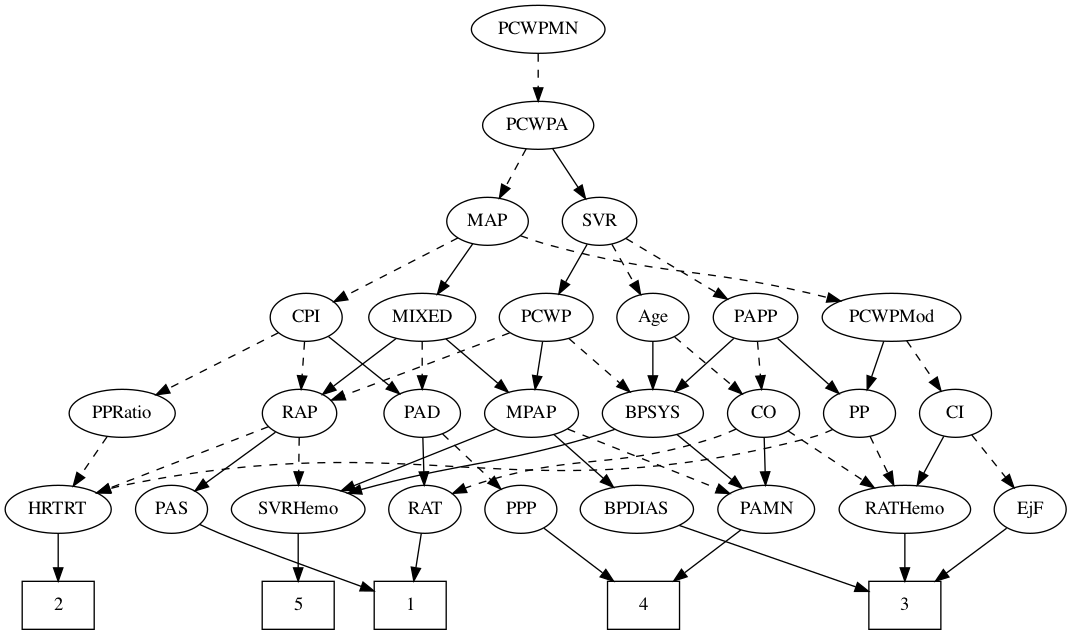 PCWPMN
PCWPA
MAP SVR
CPI MIXED PCWP Age PAPP PCWPMod
PPRatio RAP PAD MPAP BPSYS CO PP CI
HRTRT PAS SVRHemo RAT PPP BPDIAS PAMN RATHemo EjF
2 5 1 4 3